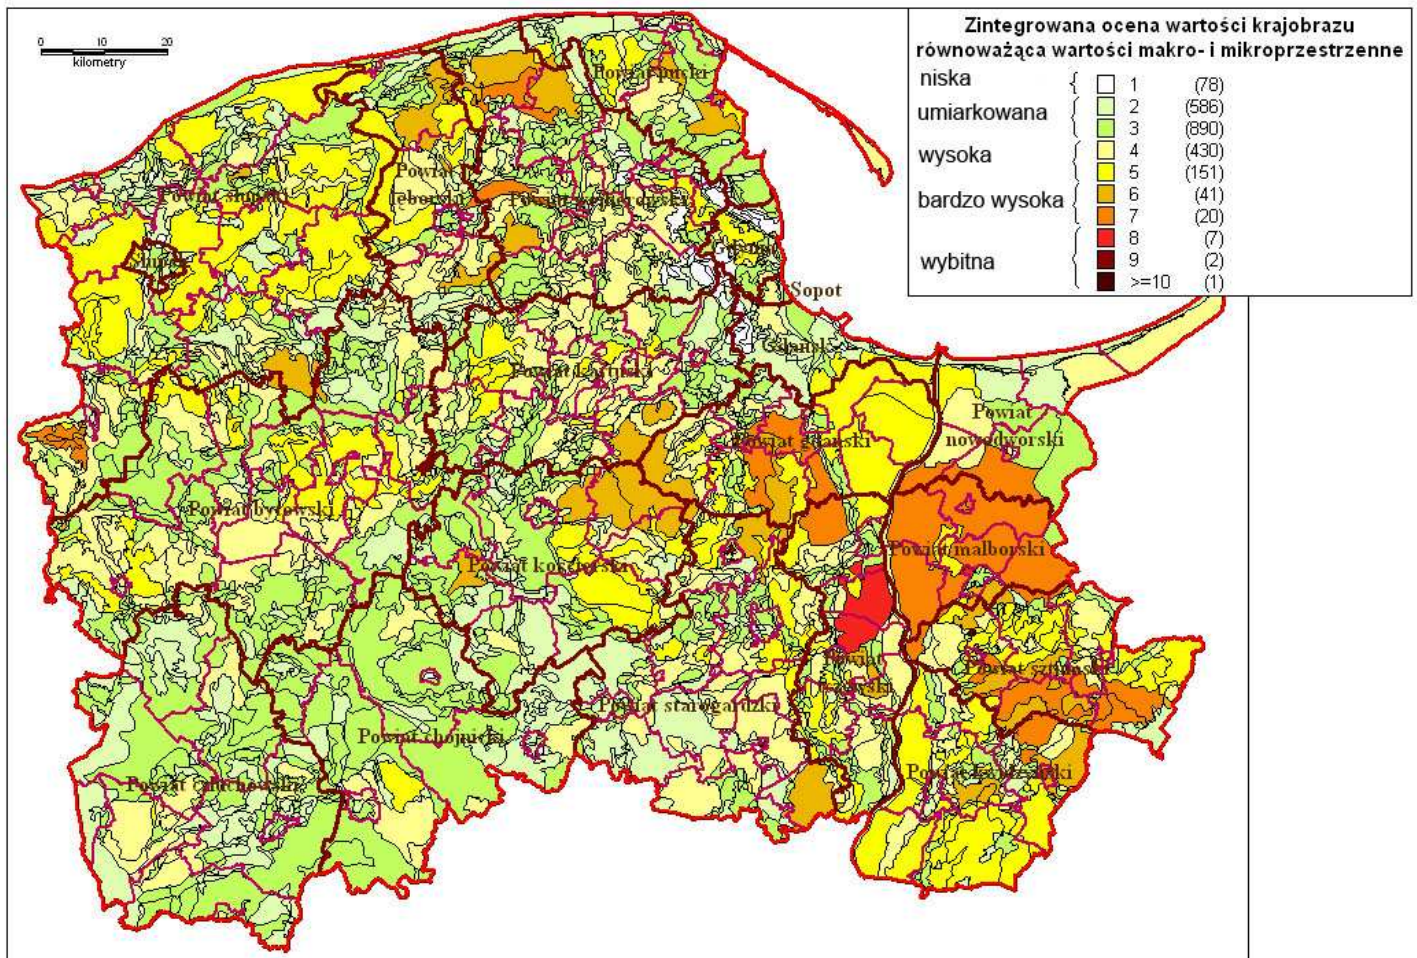 Zintegrowana ocena wartości krajobrazu
równoważąca wartości makro- i mikroprzestrzenne
niska { 1 (78)
umiarkowana { 2 (586)
3 (890)
wysoka { 4 (430)
5 (151)
bardzo wysoka { 6 (41)
7 (20)
wybitna { 8 (7)
9 (2)
>=10 (1)
0 10 20
kilometry
Powiat pucki
Powiat słupski
Powiat
lęborski
Powiat wejherowski
Gdynia
Słupsk
Sopot
Gdańsk
Powiat kartuski
Powiat
nowodworski
Powiat gdański
Powiat bytowski
Powiat malborski
Powiat kościerski
Powiat
tczewski
Powiat sztumski
Powiat starogardzki
Powiat chojnicki
Powiat człuchowski
Powiat kwidzyński